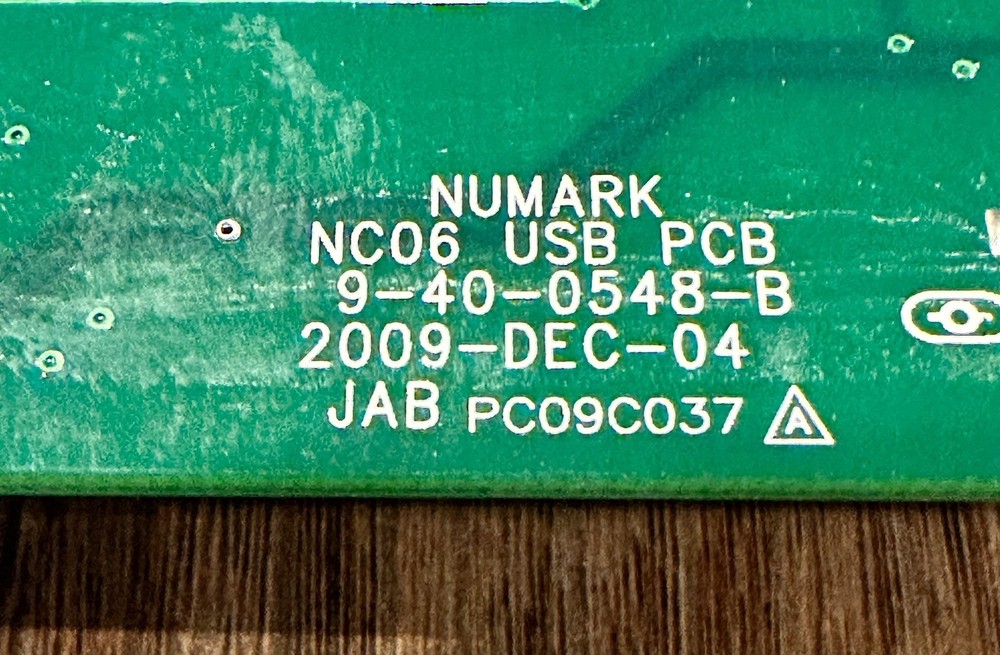 NUMARK
NC06 USB PCB
9-40-0548-B
2009-DEC-04
JAB PC09C037 A